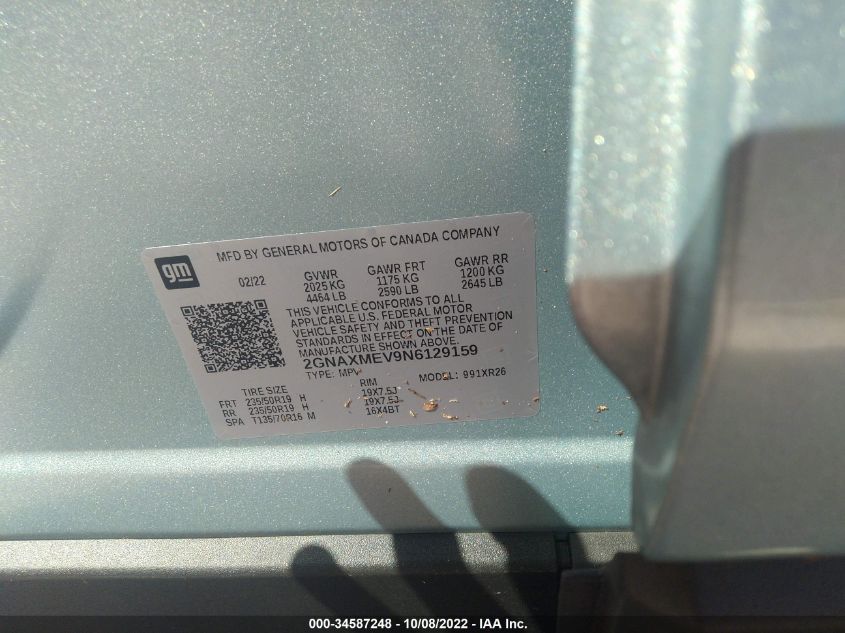 MFD BY GENERAL MOTORS OF CANADA COMPANY
gm
02/22 GVWR GAWR FRT GAWR RR
2025 KG 1175 KG 1200 KG
4464 LB 2590 LB 2645 LB
THIS VEHICLE CONFORMS TO ALL
APPLICABLE U.S. FEDERAL MOTOR
VEHICLE SAFETY AND THEFT PREVENTION
STANDARDS IN EFFECT ON THE DATE OF
MANUFACTURE SHOWN ABOVE.
2GNAXMEV9N6129159
TYPE: MPV MODEL: 991XR26
TIRE SIZE RIM
FRT 235/50R19 H 19X7.5J
RR 235/50R19 H 19X7.5J
SPA T135/70R16 M 16X4BT
000-34587248 - 10/08/2022 - IAA Inc.